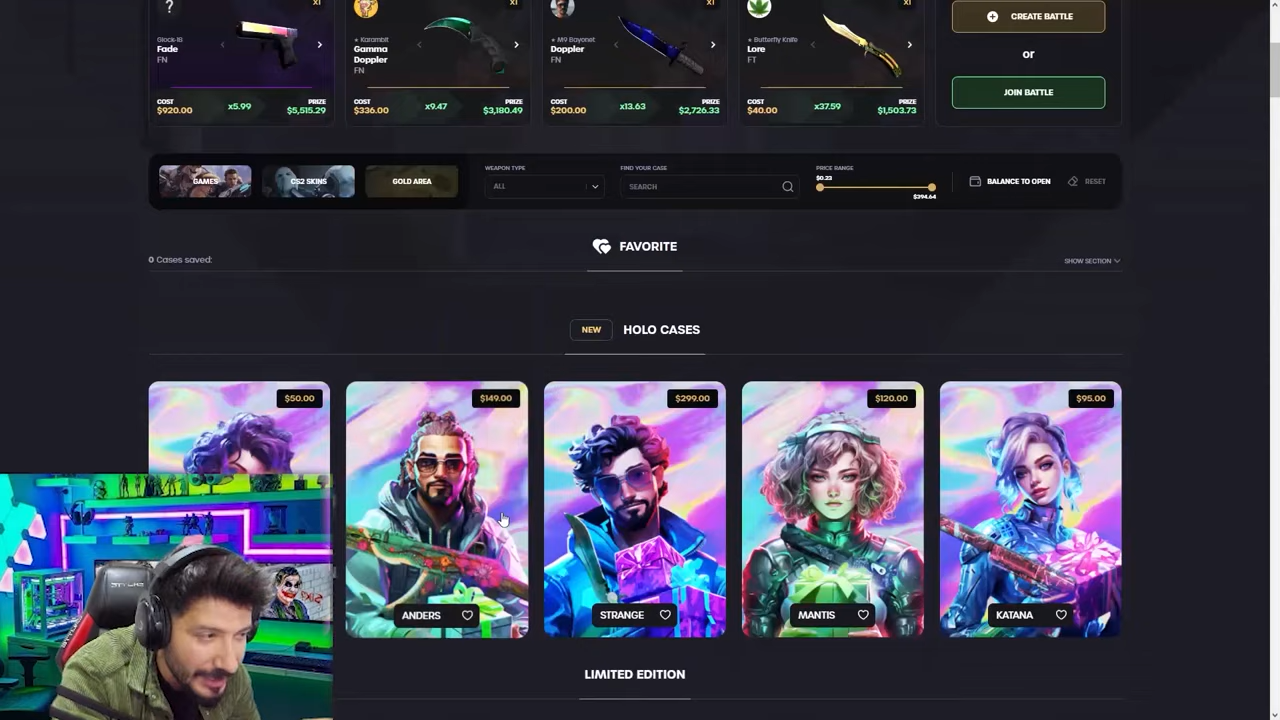 X1
X1
X1
X1
Glock-18
Fade
FN
★ Karambit
Gamma
Doppler
FN
★ M9 Bayonet
Doppler
FN
★ Butterfly Knife
Lore
FT
COST
$920.00
x5.99
PRIZE
$5,515.29
COST
$336.00
x9.47
PRIZE
$3,180.49
COST
$200.00
x13.63
PRIZE
$2,726.33
COST
$40.00
x37.59
PRIZE
$1,503.73
CREATE BATTLE
or
JOIN BATTLE
GAMES
CS2 SKINS
GOLD AREA
WEAPON TYPE
ALL
FIND YOUR CASE
SEARCH
PRICE RANGE
$0.23
$394.64
BALANCE TO OPEN
RESET
FAVORITE
0 Cases saved:
SHOW SECTION
NEW
HOLO CASES
$50.00
$149.00
$299.00
$120.00
$95.00
ANDERS
STRANGE
MANTIS
KATANA
LIMITED EDITION